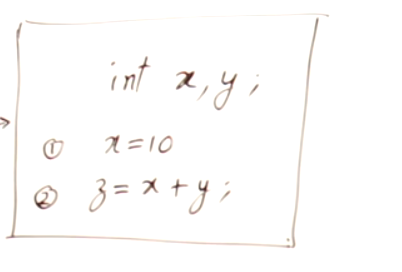 int x, y;
① x=10
② z= x + y;